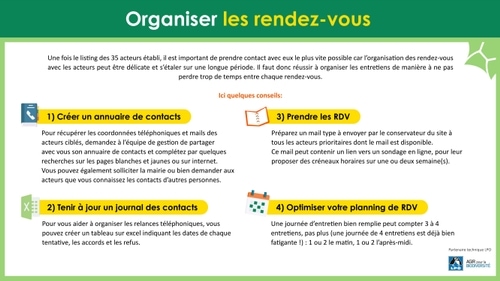 Organiser les rendez-vous
Une fois le listing des 35 acteurs établi, il est important de prendre contact avec eux le plus vite possible car l'organisation des rendez-vous
avec les acteurs peut être délicate et s'étaler sur une longue période. Il faut donc réussir à organiser les entretiens de manière à ne pas
perdre trop de temps entre chaque rendez-vous.
Ici quelques conseils:
1) Créer un annuaire de contacts
Pour récupérer les coordonnées téléphoniques et mails des
acteurs ciblés, demandez à l'équipe de gestion de partager
avec vous son annuaire de contacts et complétez par quelques
recherches sur les pages blanches et jaunes ou sur internet.
Vous pouvez également solliciter la mairie ou bien demander aux
acteurs que vous connaissez les contacts d'autres personnes.
2) Tenir à jour un journal des contacts
Pour vous aider à organiser les relances téléphoniques, vous
pouvez créer un tableau sur excel indiquant les dates de chaques
tentative, les accords et les refus.
3) Prendre les RDV
Préparez un mail type à envoyer par le conservateur du site à
tous les acteurs prioritaires dont le mail est disponible.
Ce mail peut contenir un lien vers un sondage en ligne, pour leur
proposer des créneaux horaires sur une ou deux semaine(s).
4) Optimiser votre planning de RDV
Une journée d'entretien bien remplie peut compter 3 à 4
entretiens, pas plus (une journée de 4 entretiens est déjà bien
fatigante !) : 1 ou 2 le matin, 1 ou 2 l'après-midi.
Partenaire technique LPO
LPO
AGIR pour la
BIODIVERSITÉ